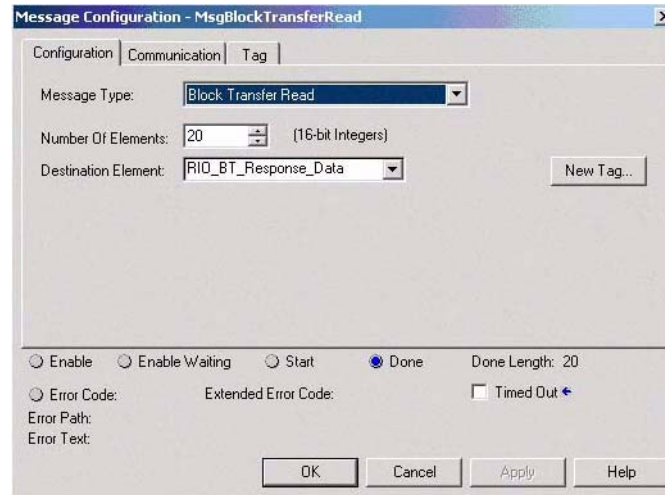 Message Configuration - MsgBlockTransferRead
Configuration Communication Tag
Message Type: Block Transfer Read
Number Of Elements: 20 (16-bit Integers)
Destination Element: RIO_BT_Response_Data New Tag...
Enable Enable Waiting Start Done Done Length: 20
Error Code: Extended Error Code: Timed Out
Error Path:
Error Text:
OK Cancel Apply Help